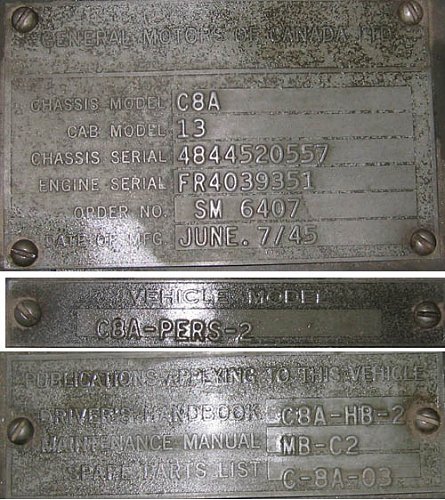 GENERAL MOTORS OF CANADA LTD.
CHASSIS MODEL C8A
CAB MODEL 13
CHASSIS SERIAL 4844520557
ENGINE SERIAL FR4039351
ORDER NO. SM 6407
DATE OF MFG. JUNE. 7/45
VEHICLE MODEL
C8A-PERS-2
PUBLICATIONS APPLYING TO THIS VEHICLE
DRIVER'S HANDBOOK C8A-HB-2
MAINTENANCE MANUAL MB-C2
SPARE PARTS LIST C-8A-03